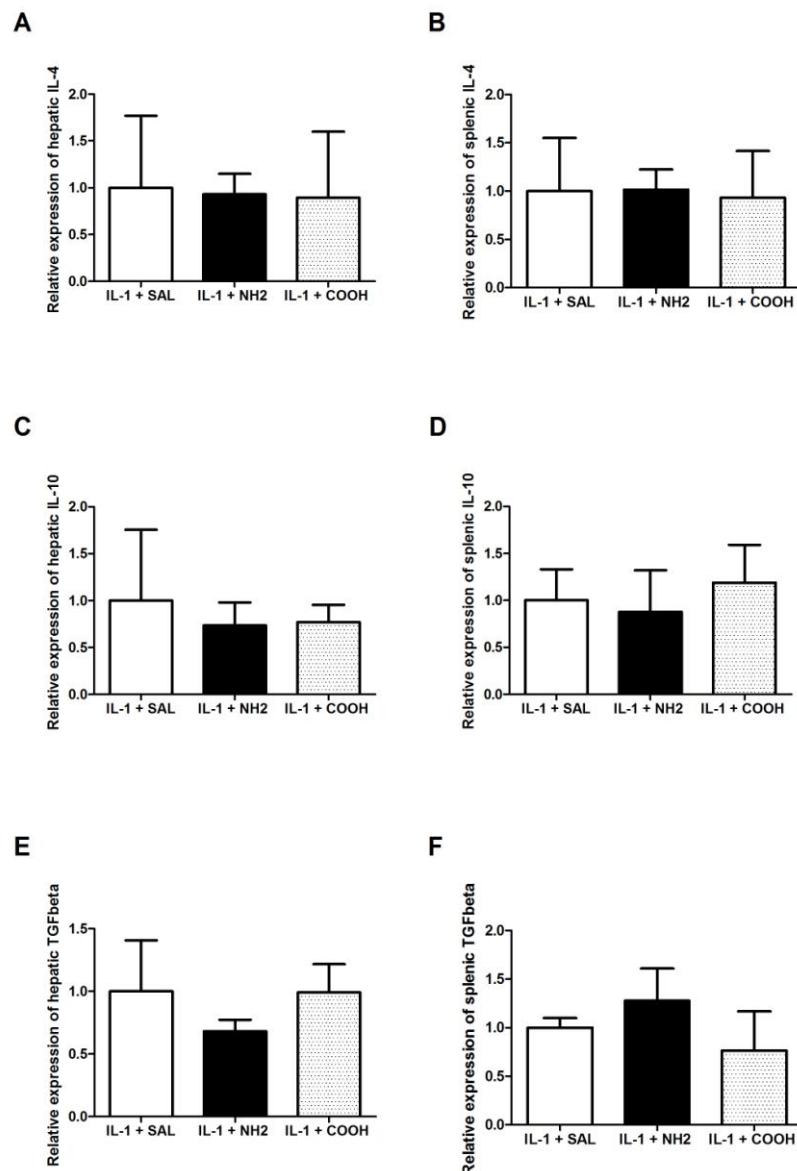 A
Relative expression of hepatic IL-4
2.0
1.5
1.0
0.5
0.0
IL-1 + SAL IL-1 + NH2 IL-1 + COOH
B
Relative expression of splenic IL-4
2.0
1.5
1.0
0.5
0.0
IL-1 + SAL IL-1 + NH2 IL-1 + COOH
C
Relative expression of hepatic IL-10
2.0
1.5
1.0
0.5
0.0
IL-1 + SAL IL-1 + NH2 IL-1 + COOH
D
Relative expression of splenic IL-10
2.0
1.5
1.0
0.5
0.0
IL-1 + SAL IL-1 + NH2 IL-1 + COOH
E
Relative expression of hepatic TGFbeta
1.5
1.0
0.5
0.0
IL-1 + SAL IL-1 + NH2 IL-1 + COOH
F
Relative expression of splenic TGFbeta
2.0
1.5
1.0
0.5
0.0
IL-1 + SAL IL-1 + NH2 IL-1 + COOH